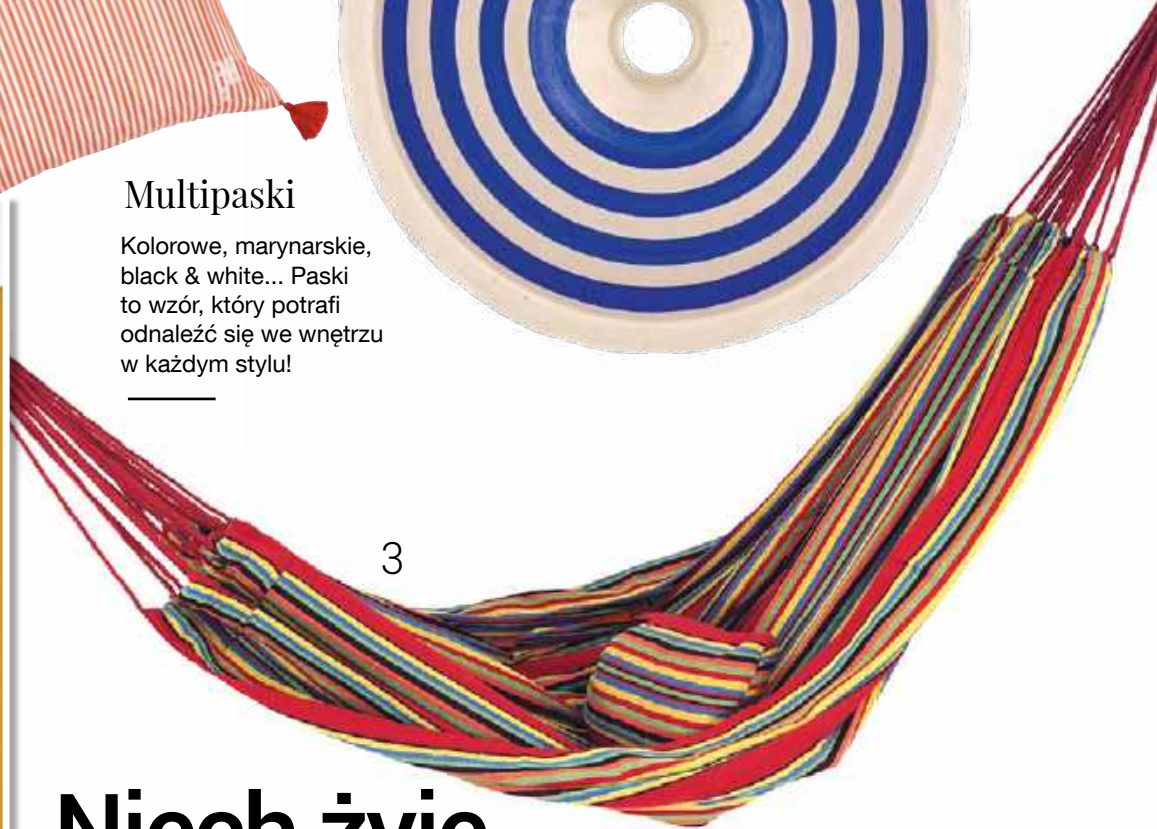 Multipaski
Kolorowe, marynarskie,
black & white... Paski
to wzór, który potrafi
odnaleźć się we wnętrzu
w każdym stylu!
3
Niech żyje